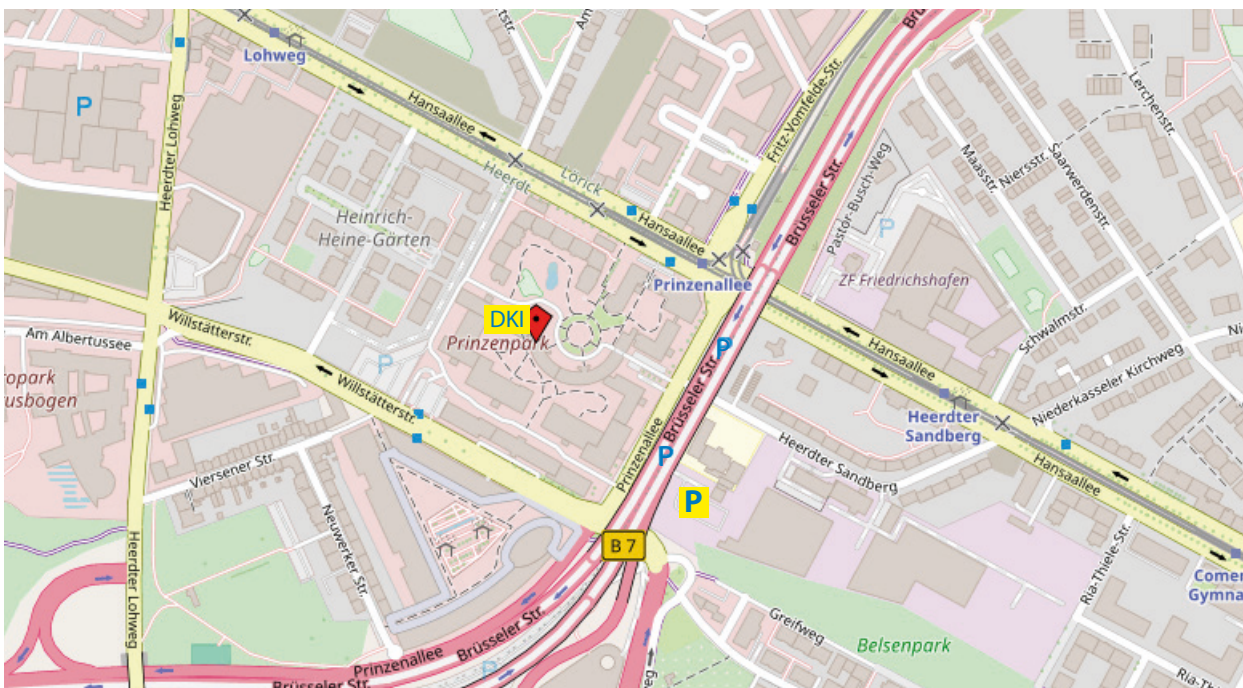 Lohweg
Am
Hansaallee
Heerdter Lohweg
P
Heerdt
Lörick
Fritz-Vomfelde-Str.
Brüsseler Str.
Brüsseler Str.
Pastor-Busch-Weg
P
Maasstr.
Niersstr.
Saarwerdenstr.
Lerchenstr.
Heinrich-
Heine-Gärten
Hansaallee
Prinzenallee
ZF Friedrichshafen
Schwalmstr.
DKI
Prinzenpark
Willstätterstr.
Am Albertussee
P
P
Brüsseler Str.
Hansaallee
Niederkasseler Kirchweg
Willstätterstr.
Heerdter
Sandberg
Viersener Str.
Prinzenallee
P
Heerdter Sandberg
Hansaallee
P
Neuwerker Str.
B 7
Heerdter Lohweg
Ria-Thiele-Str.
Greifweg
Belsenpark
Prinzenallee
Brüsseler Str.
P
Brüsseler Str.